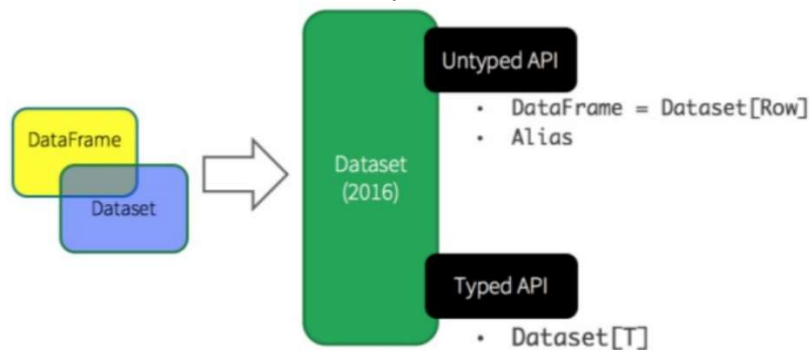 DataFrame
Dataset
Dataset
(2016)
Untyped API
• DataFrame = Dataset[Row]
• Alias
Typed API
• Dataset[T]